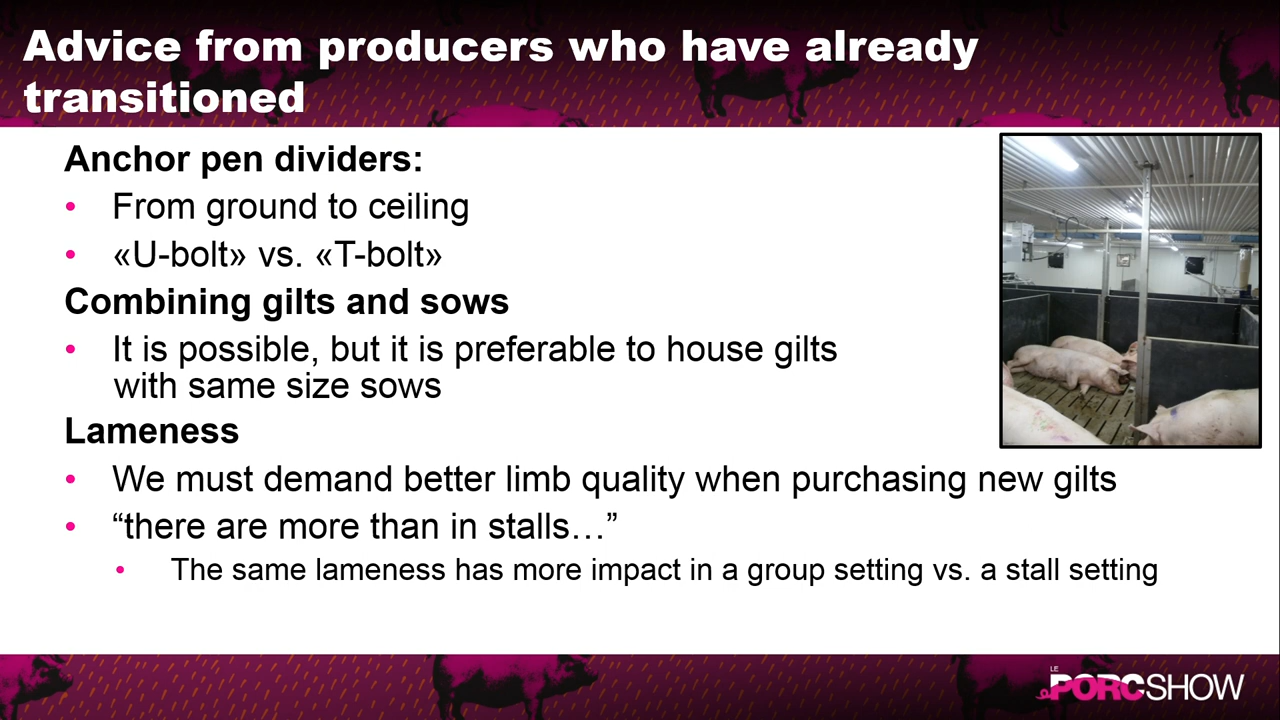 Advice from producers who have already
transitioned
Anchor pen dividers:
• From ground to ceiling
• «U-bolt» vs. «T-bolt»
Combining gilts and sows
• It is possible, but it is preferable to house gilts
with same size sows
Lameness
• We must demand better limb quality when purchasing new gilts
• “there are more than in stalls…”
• The same lameness has more impact in a group setting vs. a stall setting
LE
PORCSHOW